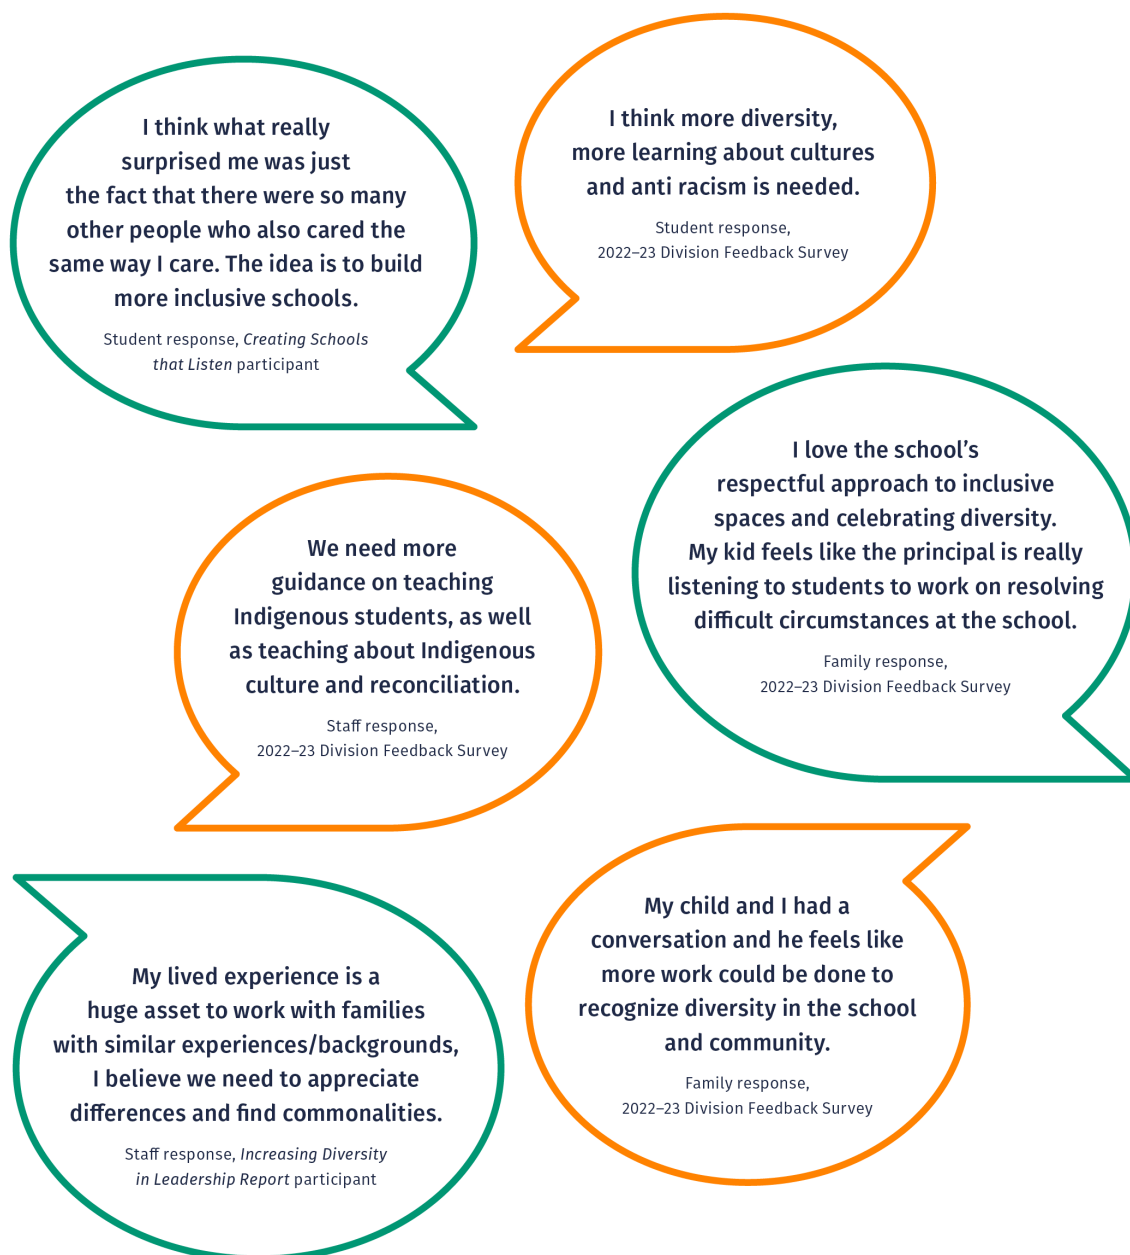 I think what really
surprised me was just
the fact that there were so many
other people who also cared the
same way I care. The idea is to build
more inclusive schools.
Student response, Creating Schools
that Listen participant
I think more diversity,
more learning about cultures
and anti racism is needed.
Student response,
2022–23 Division Feedback Survey
I love the school’s
respectful approach to inclusive
spaces and celebrating diversity.
My kid feels like the principal is really
listening to students to work on resolving
difficult circumstances at the school.
Family response,
2022–23 Division Feedback Survey
We need more
guidance on teaching
Indigenous students, as well
as teaching about Indigenous
culture and reconciliation.
Staff response,
2022–23 Division Feedback Survey
My child and I had a
conversation and he feels like
more work could be done to
recognize diversity in the school
and community.
Family response,
2022–23 Division Feedback Survey
My lived experience is a
huge asset to work with families
with similar experiences/backgrounds,
I believe we need to appreciate
differences and find commonalities.
Staff response, Increasing Diversity
in Leadership Report participant